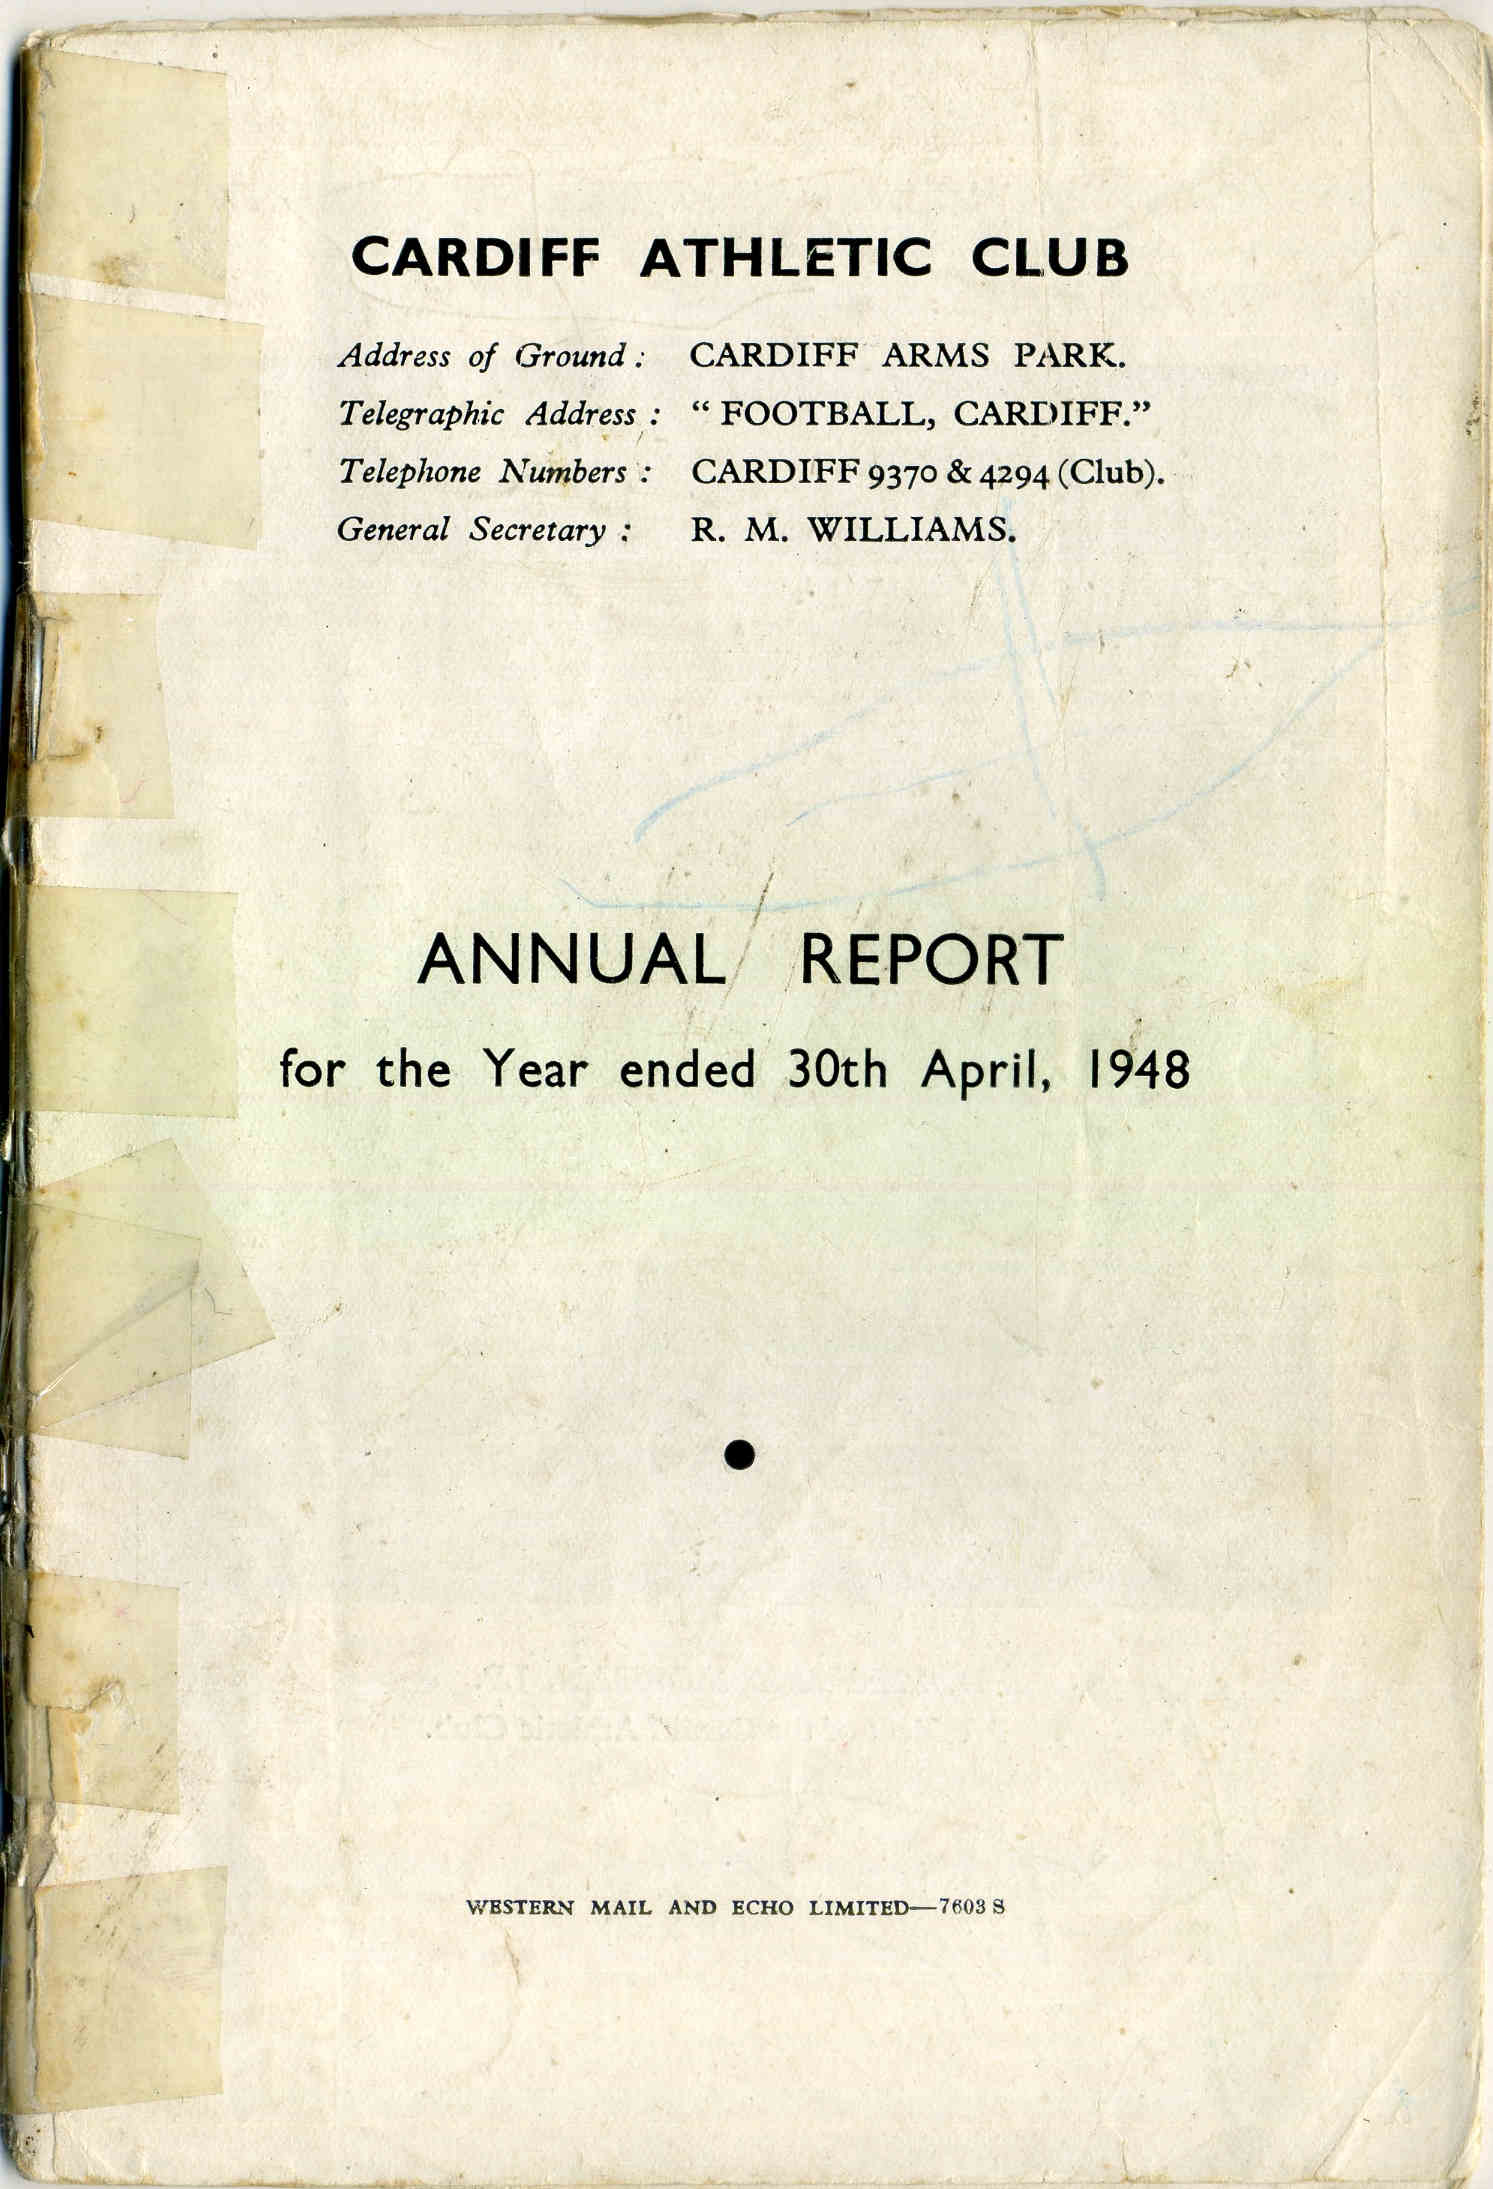 CARDIFF ATHLETIC CLUB
Address of Ground : CARDIFF ARMS PARK.
Telegraphic Address : “ FOOTBALL, CARDIFF.”
Telephone Numbers : CARDIFF 9370 & 4294 (Club).
General Secretary : R. M. WILLIAMS.
ANNUAL REPORT
for the Year ended 30th April, 1948
WESTERN MAIL AND ECHO LIMITED—7603 S